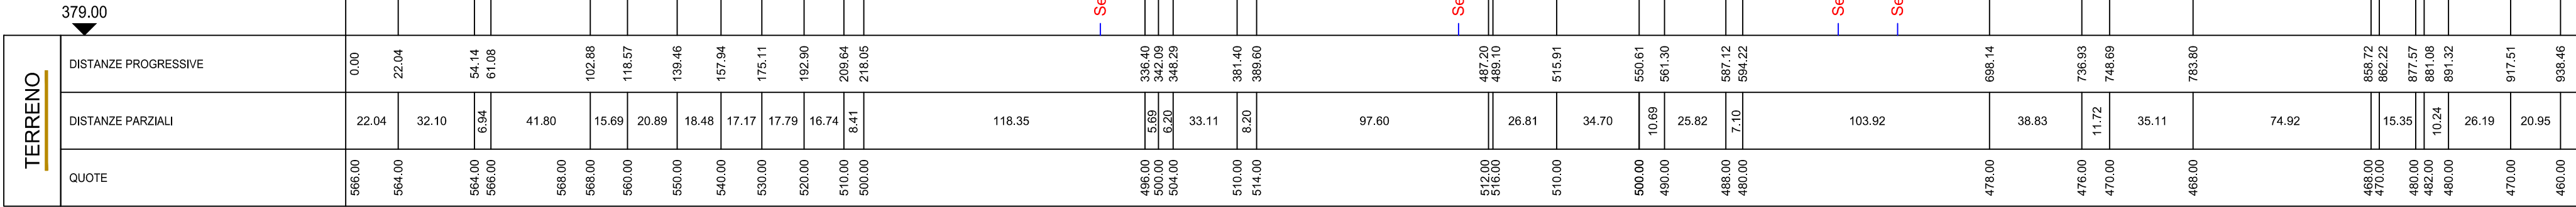 379.00
Se Se Se Se
TERRENO
DISTANZE PROGRESSIVE 0.00 22.04 54.14 61.08 102.88 118.57 139.46 157.94 175.11 192.90 209.64 218.05 336.40 342.09 348.29 381.40 389.60 487.20 489.10 515.91 550.61 561.30 587.12 594.22 698.14 736.93 748.69 783.80 858.72 862.22 877.57 881.08 891.32 917.51 938.46
DISTANZE PARZIALI 22.04 32.10 6.94 41.80 15.69 20.89 18.48 17.17 17.79 16.74 8.41 118.35 5.69 6.20 33.11 8.20 97.60 26.81 34.70 10.69 25.82 7.10 103.92 38.83 11.72 35.11 74.92 15.35 10.24 26.19 20.95
QUOTE 566.00 564.00 564.00 566.00 568.00 568.00 560.00 550.00 540.00 530.00 520.00 510.00 500.00 496.00 500.00 504.00 510.00 514.00 512.00 516.00 510.00 500.00 490.00 488.00 480.00 478.00 476.00 470.00 468.00 468.00 470.00 480.00 482.00 480.00 470.00 460.00